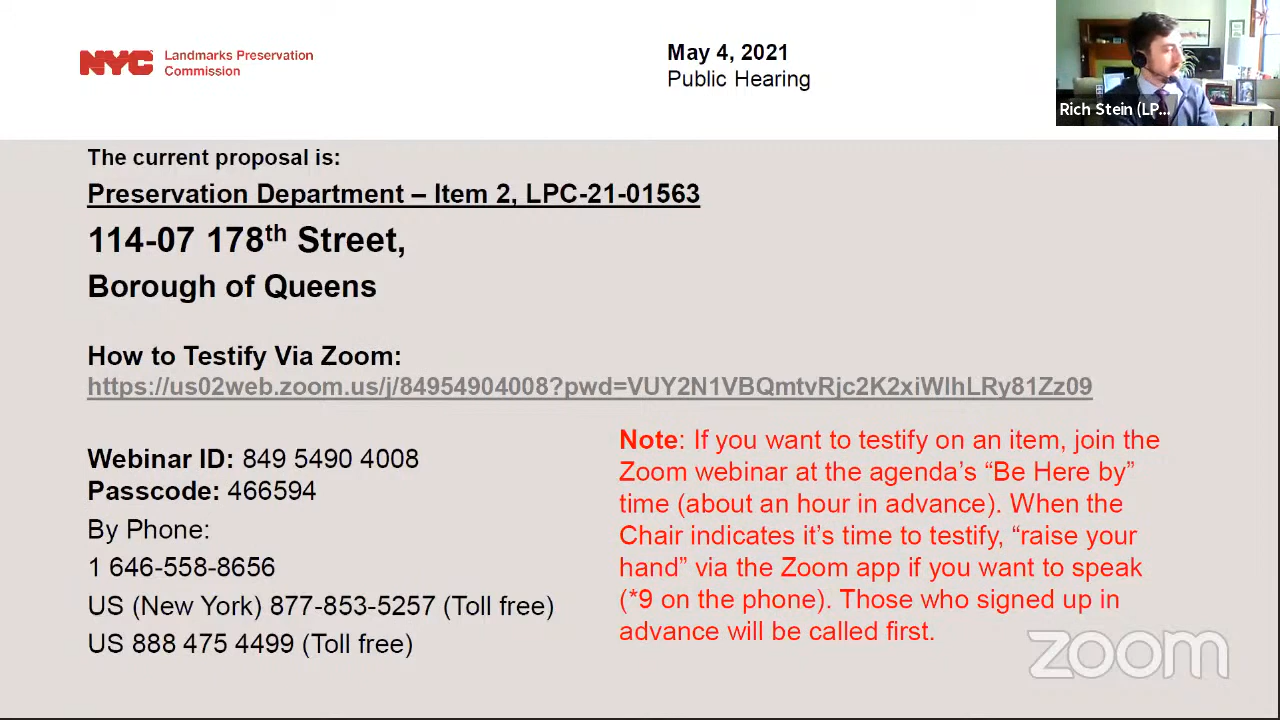 NYC Landmarks Preservation
Commission
May 4, 2021
Public Hearing
Rich Stein (LP...
The current proposal is:
Preservation Department – Item 2, LPC-21-01563
114-07 178th Street,
Borough of Queens
How to Testify Via Zoom:
https://us02web.zoom.us/j/84954904008?pwd=VUY2N1VBQmtvRjc2K2xiWlhLRy81Zz09
Webinar ID: 849 5490 4008
Passcode: 466594
By Phone:
1 646-558-8656
US (New York) 877-853-5257 (Toll free)
US 888 475 4499 (Toll free)
Note: If you want to testify on an item, join the
Zoom webinar at the agenda’s “Be Here by”
time (about an hour in advance). When the
Chair indicates it’s time to testify, “raise your
hand” via the Zoom app if you want to speak
(*9 on the phone). Those who signed up in
advance will be called first.
zoom